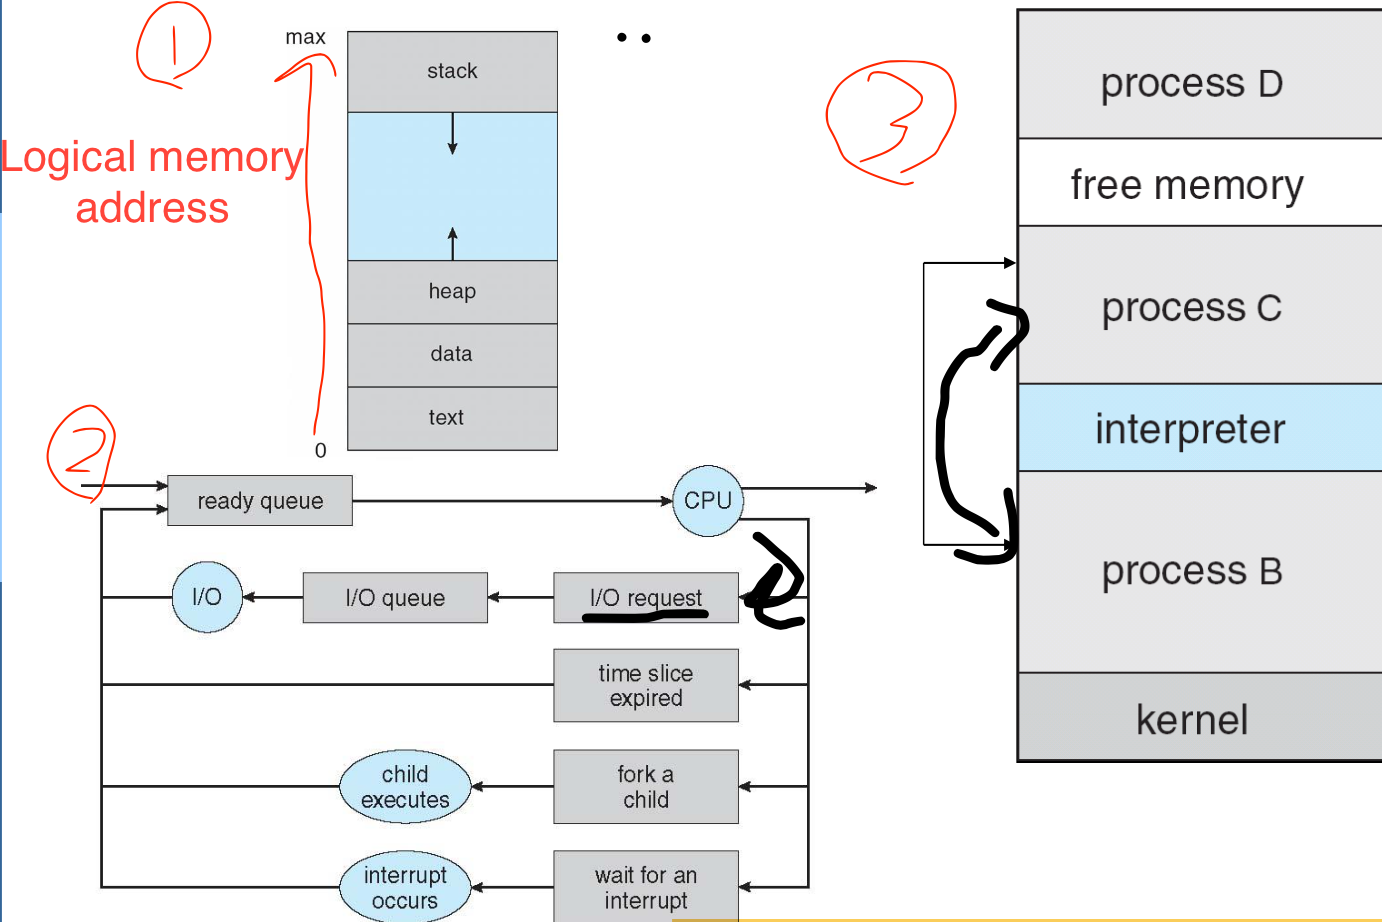 1
max
stack
Logical memory
address
heap
data
text
0
2
ready queue
CPU
I/O
I/O queue
I/O request
time slice
expired
child
executes
fork a
child
interrupt
occurs
wait for an
interrupt
3
process D
free memory
process C
interpreter
process B
kernel